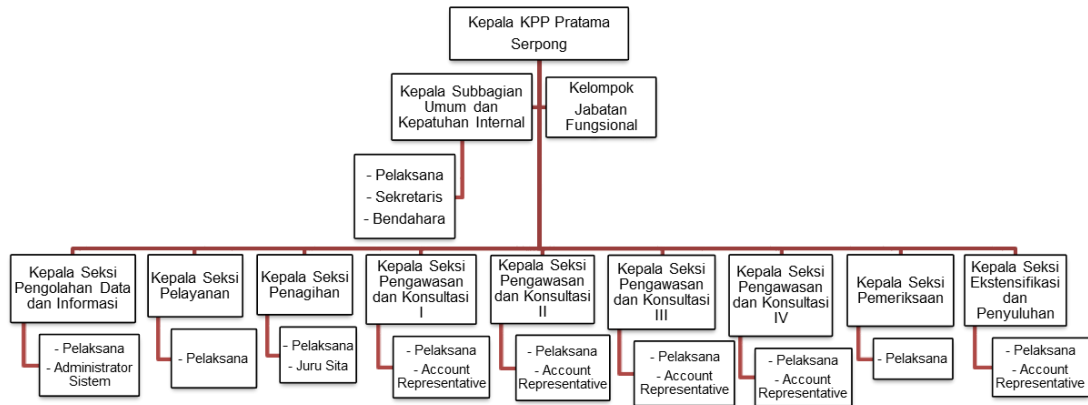 Kepala KPP Pratama
Serpong
Kepala Subbagian
Umum dan
Kepatuhan Internal
Kelompok
Jabatan
Fungsional
- Pelaksana
- Sekretaris
- Bendahara
Kepala Seksi
Pengolahan Data
dan Informasi
Kepala Seksi
Pelayanan
Kepala Seksi
Penagihan
Kepala Seksi
Pengawasan
dan Konsultasi
I
Kepala Seksi
Pengawasan
dan Konsultasi
II
Kepala Seksi
Pengawasan
dan Konsultasi
III
Kepala Seksi
Pengawasan
dan Konsultasi
IV
Kepala Seksi
Pemeriksaan
Kepala Seksi
Ekstensifikasi
dan
Penyuluhan
- Pelaksana
- Administrator
Sistem
- Pelaksana
- Pelaksana
- Juru Sita
- Pelaksana
- Account
Representative
- Pelaksana
- Account
Representative
- Pelaksana
- Account
Representative
- Pelaksana
- Account
Representative
- Pelaksana
- Pelaksana
- Account
Representative